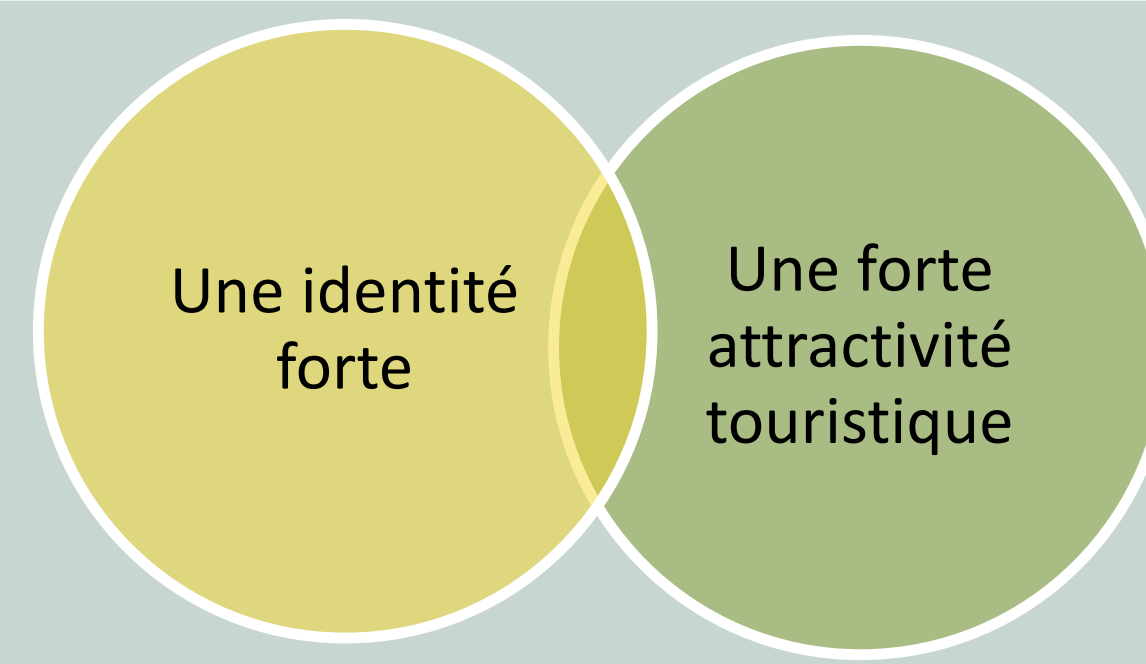 Une identité
forte
Une forte
attractivité
touristique